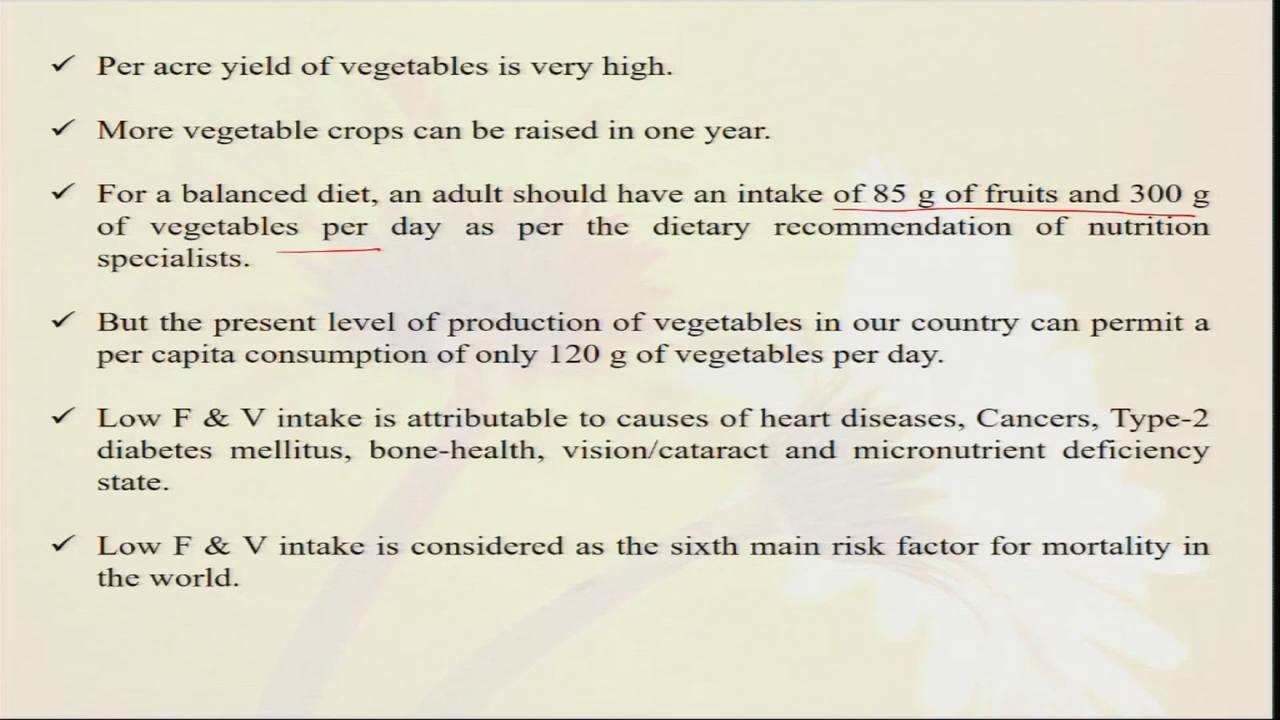 ✓ Per acre yield of vegetables is very high.
✓ More vegetable crops can be raised in one year.
✓ For a balanced diet, an adult should have an intake of 85 g of fruits and 300 g
of vegetables per day as per the dietary recommendation of nutrition
specialists.
✓ But the present level of production of vegetables in our country can permit a
per capita consumption of only 120 g of vegetables per day.
✓ Low F & V intake is attributable to causes of heart diseases, Cancers, Type-2
diabetes mellitus, bone-health, vision/cataract and micronutrient deficiency
state.
✓ Low F & V intake is considered as the sixth main risk factor for mortality in
the world.